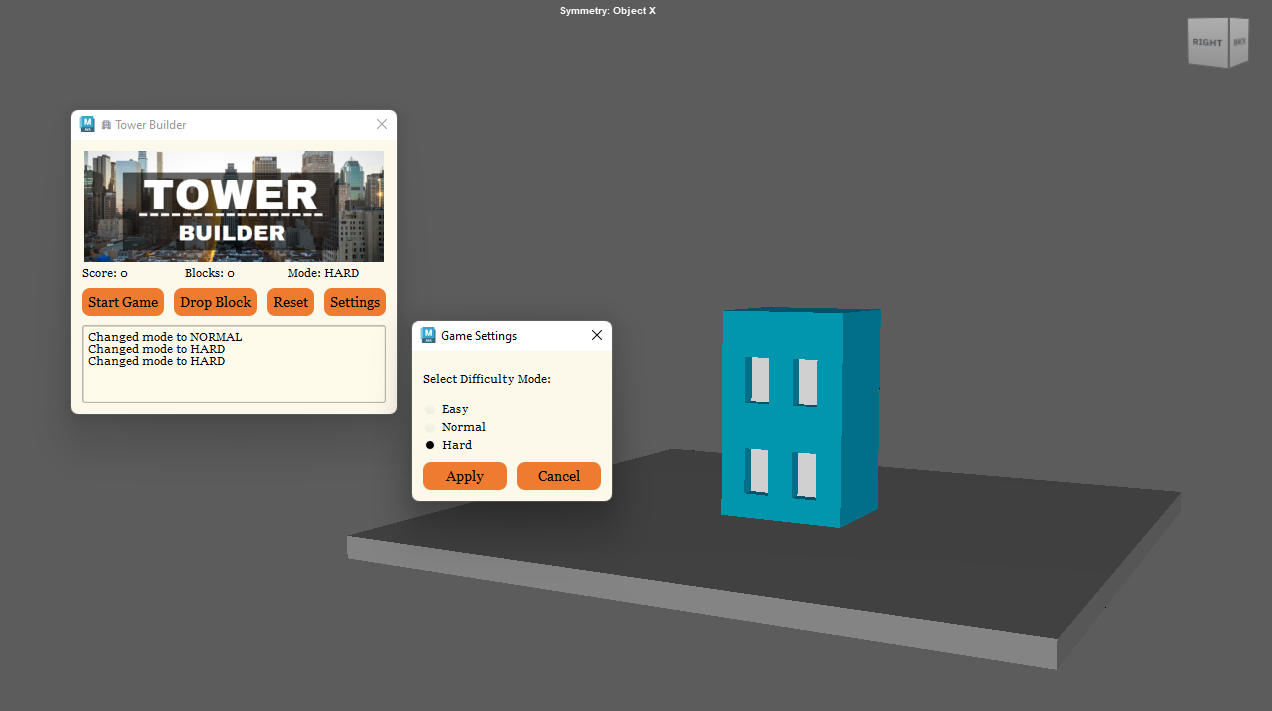 Symmetry: Object X
RIGHT
BACK
M
Tower Builder
TOWER
BUILDER
Score: 0
Blocks: 0
Mode: HARD
Start Game
Drop Block
Reset
Settings
Changed mode to NORMAL
Changed mode to HARD
Changed mode to HARD
M
Game Settings
Select Difficulty Mode:
Easy
Normal
Hard
Apply
Cancel